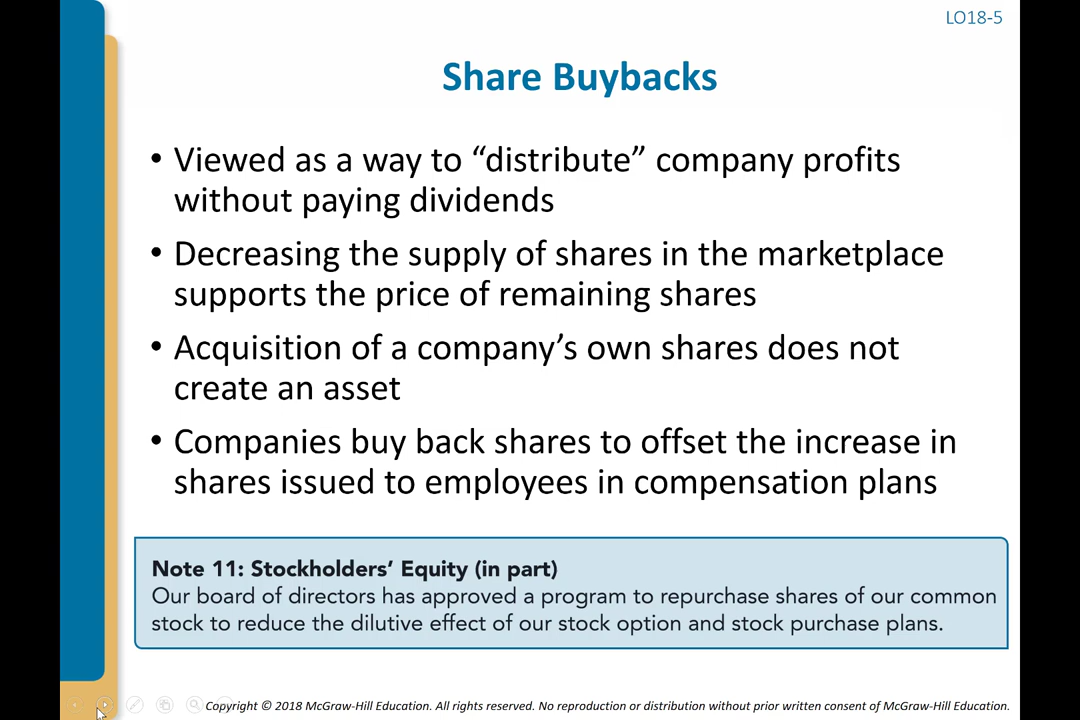 LO18-5
Share Buybacks
• Viewed as a way to “distribute” company profits
without paying dividends
• Decreasing the supply of shares in the marketplace
supports the price of remaining shares
• Acquisition of a company’s own shares does not
create an asset
• Companies buy back shares to offset the increase in
shares issued to employees in compensation plans
Note 11: Stockholders’ Equity (in part)
Our board of directors has approved a program to repurchase shares of our common
stock to reduce the dilutive effect of our stock option and stock purchase plans.
Copyright © 2018 McGraw-Hill Education. All rights reserved. No reproduction or distribution without prior written consent of McGraw-Hill Education.